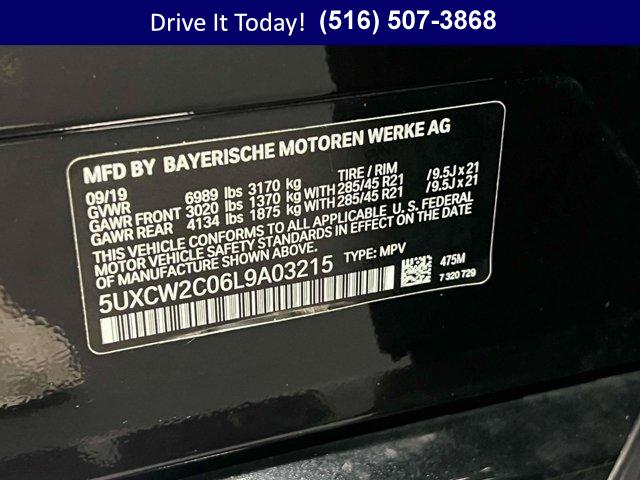 Drive It Today! (516) 507-3868
MFD BY BAYERISCHE MOTOREN WERKE AG
09/19 TIRE / RIM
GVWR 6989 lbs 3170 kg
GAWR FRONT 3020 lbs 1370 kg WITH 285/45 R21 /9.5J x 21
GAWR REAR 4134 lbs 1875 kg WITH 285/45 R21 /9.5J x 21
THIS VEHICLE CONFORMS TO ALL APPLICABLE U. S. FEDERAL
MOTOR VEHICLE SAFETY STANDARDS IN EFFECT ON THE DATE
OF MANUFACTURE SHOWN ABOVE.
5UXCW2C06L9A03215 TYPE: MPV 475M
7 320 729